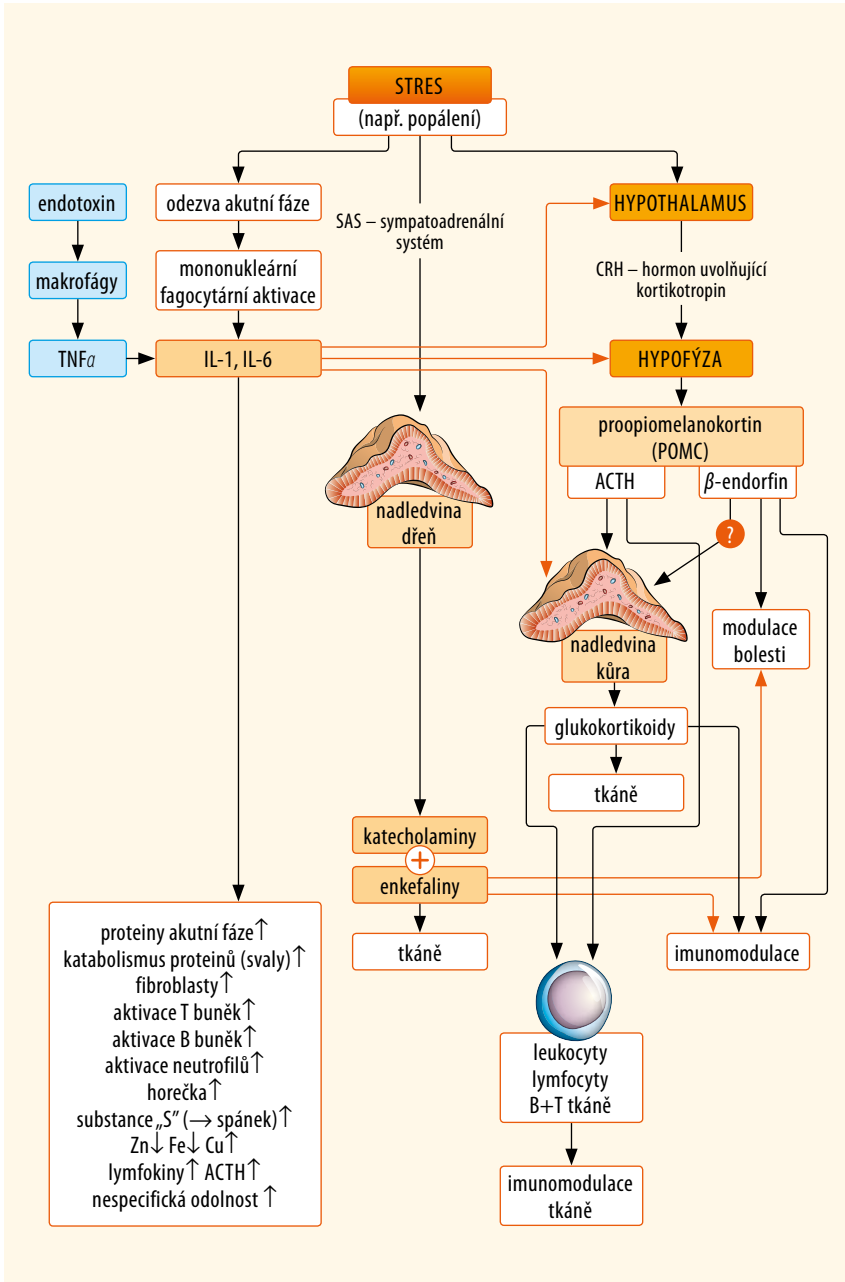 STRES
(např. popálení)
endotoxin
odezva akutní fáze
SAS – sympatoadrenální
systém
HYPOTHALAMUS
makrofágy
mononukleární
fagocytární aktivace
CRH – hormon uvolňující
kortikotropin
TNFα
IL-1, IL-6
HYPOFÝZA
proopiomelanokortin
(POMC)
ACTH
β-endorfin
?
nadledvina
dřeň
nadledvina
kůra
modulace
bolesti
glukokortikoidy
tkáně
katecholaminy
+
enkefaliny
tkáně
imunomodulace
proteiny akutní fáze↑
katabolismus proteinů (svaly)↑
fibroblasty↑
aktivace T buněk↑
aktivace B buněk↑
aktivace neutrofilů↑
horečka↑
substance „S” (→ spánek)↑
Zn↓ Fe↓ Cu↑
lymfokiny↑ ACTH↑
nespecifická odolnost ↑
leukocyty
lymfocyty
B+T tkáně
imunomodulace
tkáně